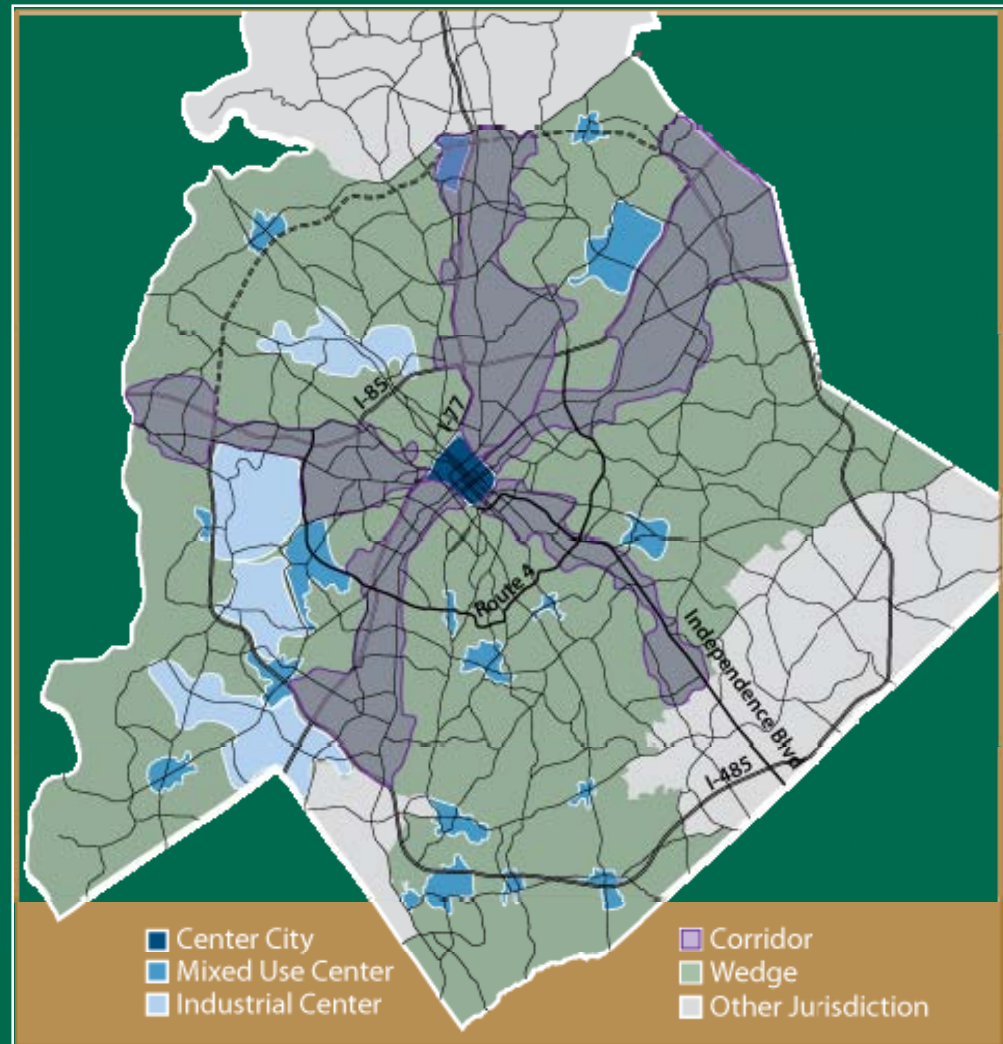 I-85
I-77
Route 4
Independence Blvd
I-485
Center City
Mixed Use Center
Industrial Center
Corridor
Wedge
Other Jurisdiction